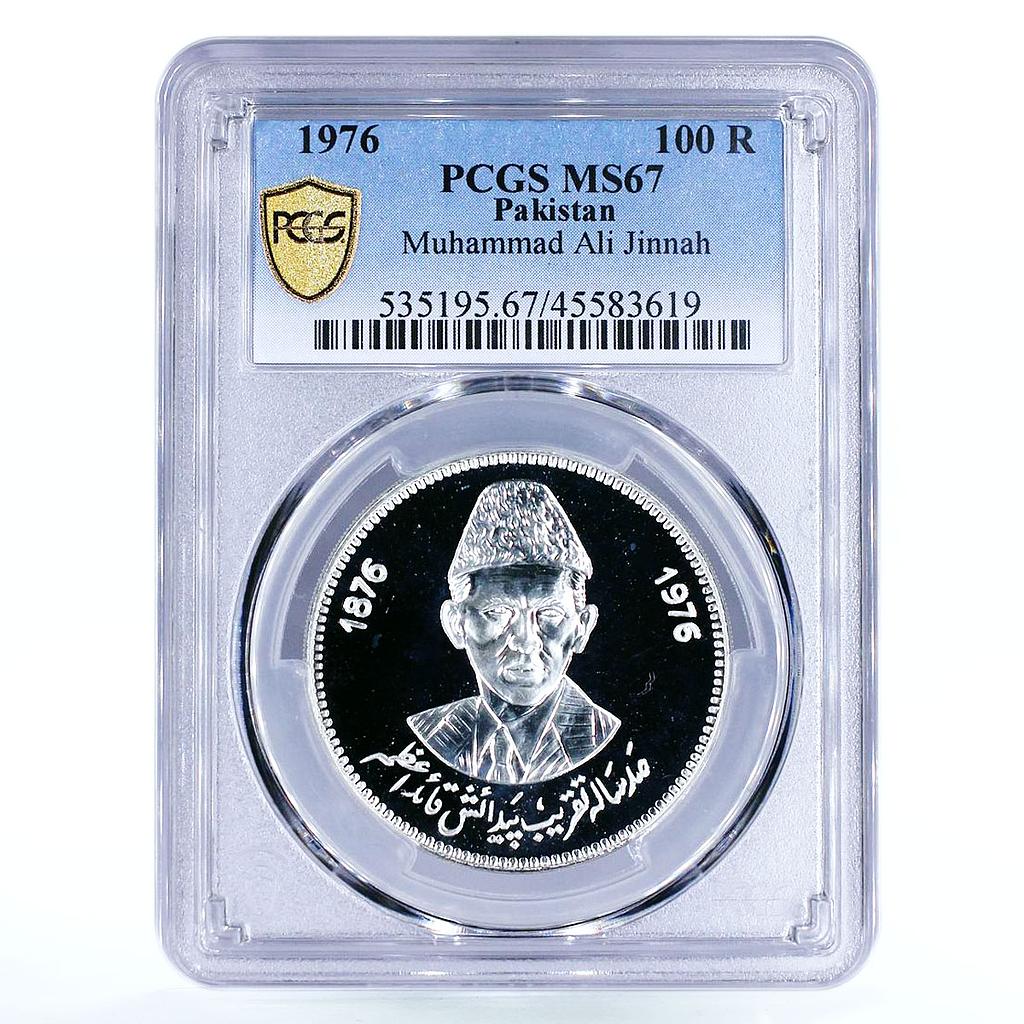 1976 100 R
PCGS MS67
Pakistan
Muhammad Ali Jinnah
PCGS
535195.67/45583619
1876
1976
صد سالہ تقریب پیدائش قائد اعظم